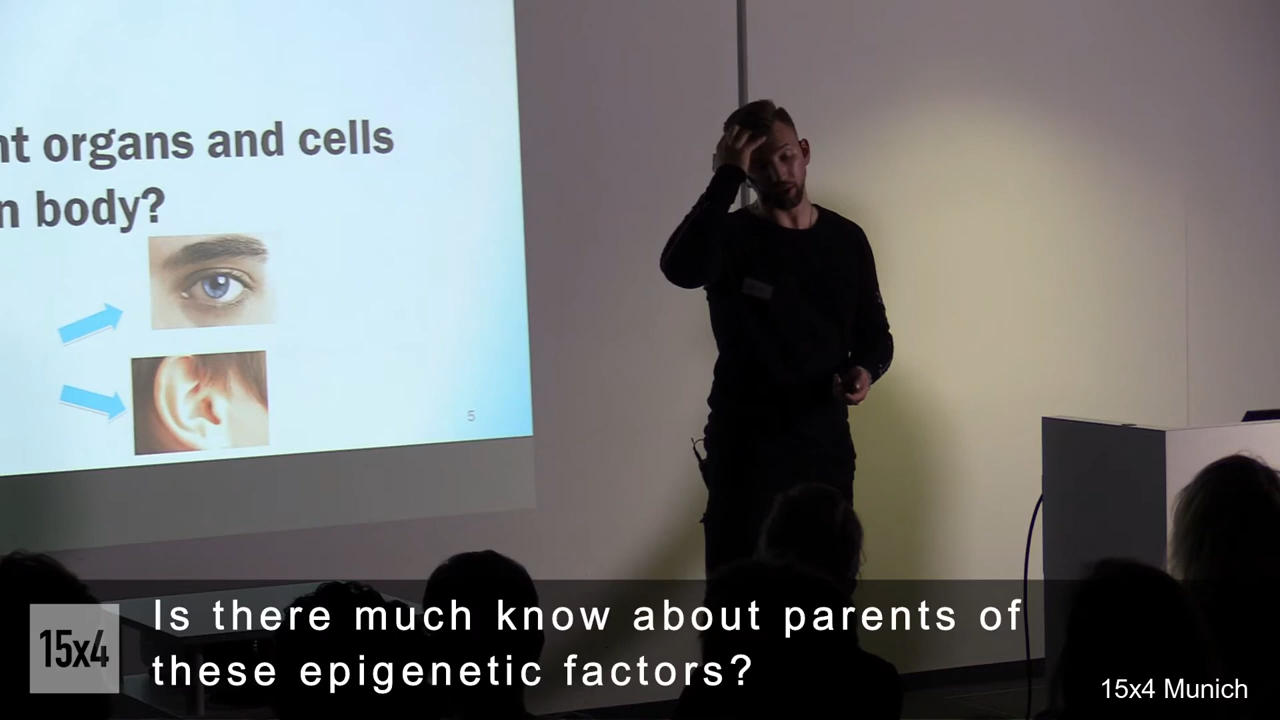 nt organs and cells
n body?
5
Is there much know about parents of
these epigenetic factors?
15x4
15x4 Munich